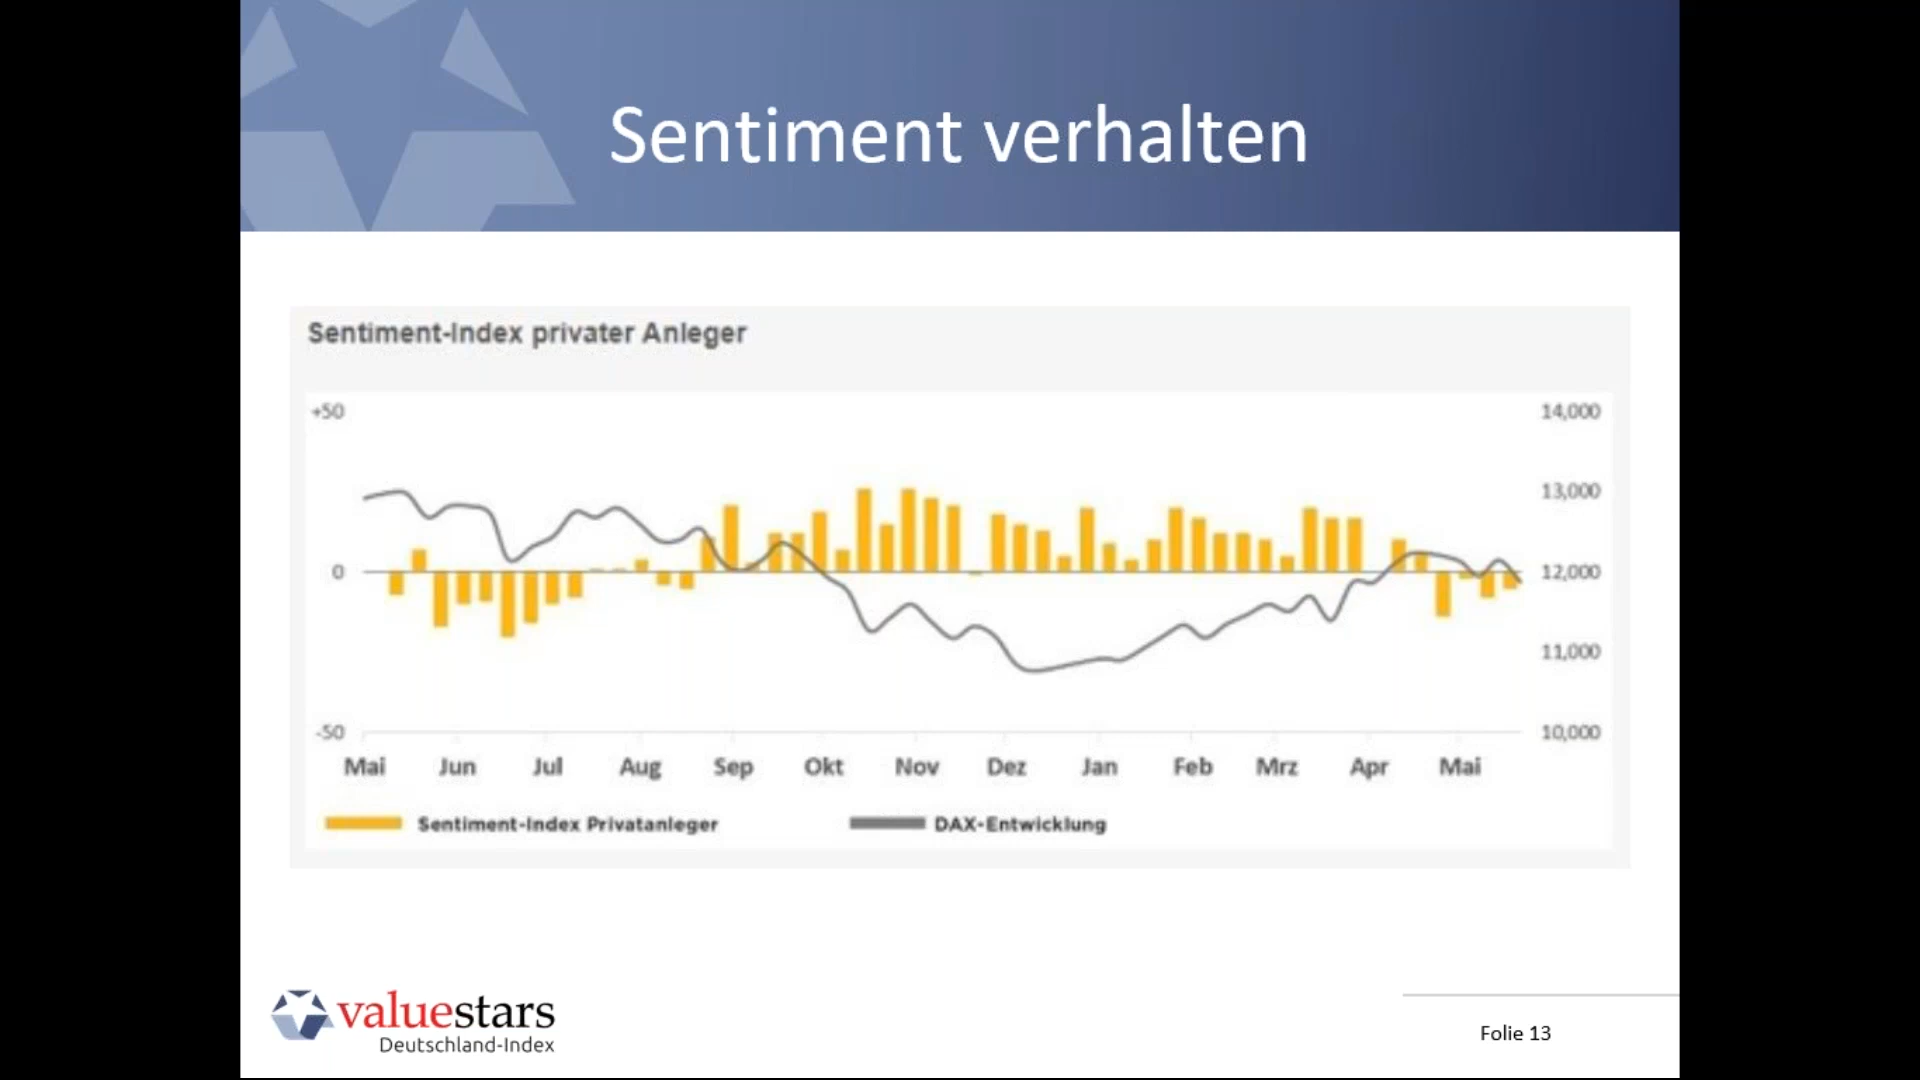 Sentiment verhalten
Sentiment-Index privater Anleger
+50
14,000
13,000
0
12,000
11,000
-50
10,000
Mai Jun Jul Aug Sep Okt Nov Dez Jan Feb Mrz Apr Mai
Sentiment-Index Privatanleger DAX-Entwicklung
valuestars
Deutschland-Index
Folie 13